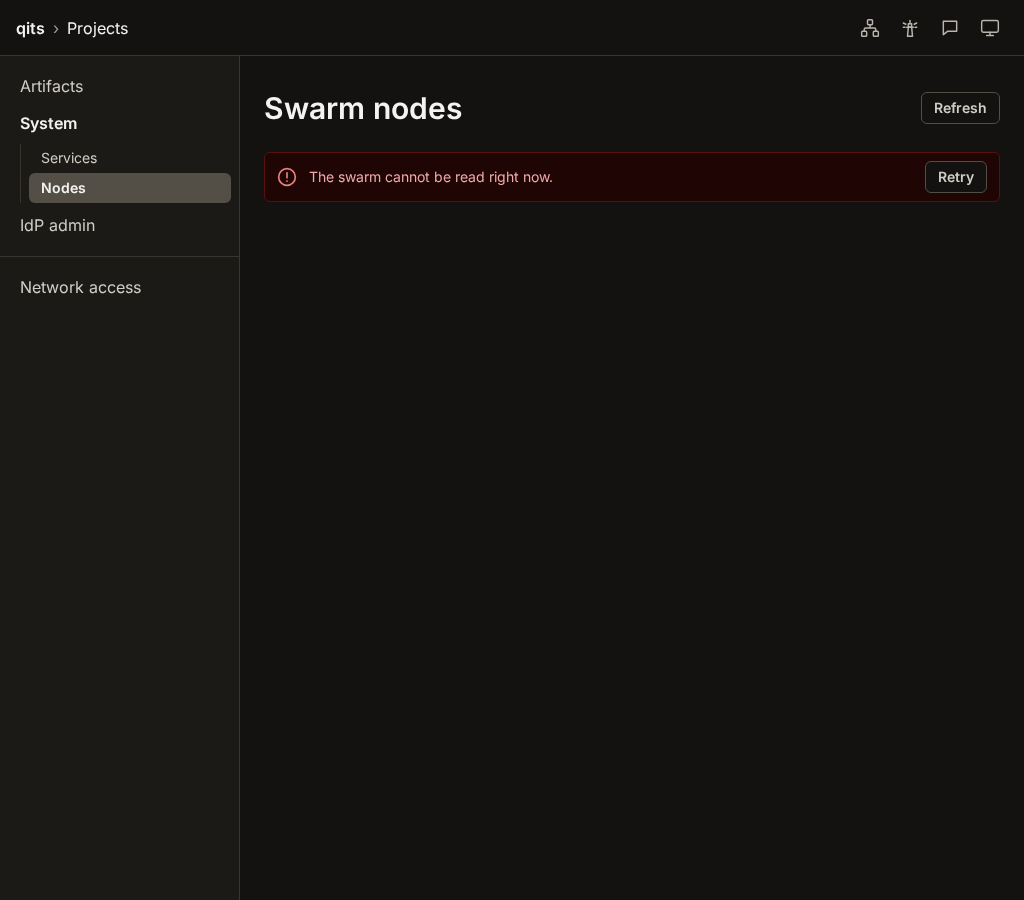 qits › Projects
Artifacts
System
Services
Nodes
IdP admin
Network access
Swarm nodes
Refresh
The swarm cannot be read right now.
Retry